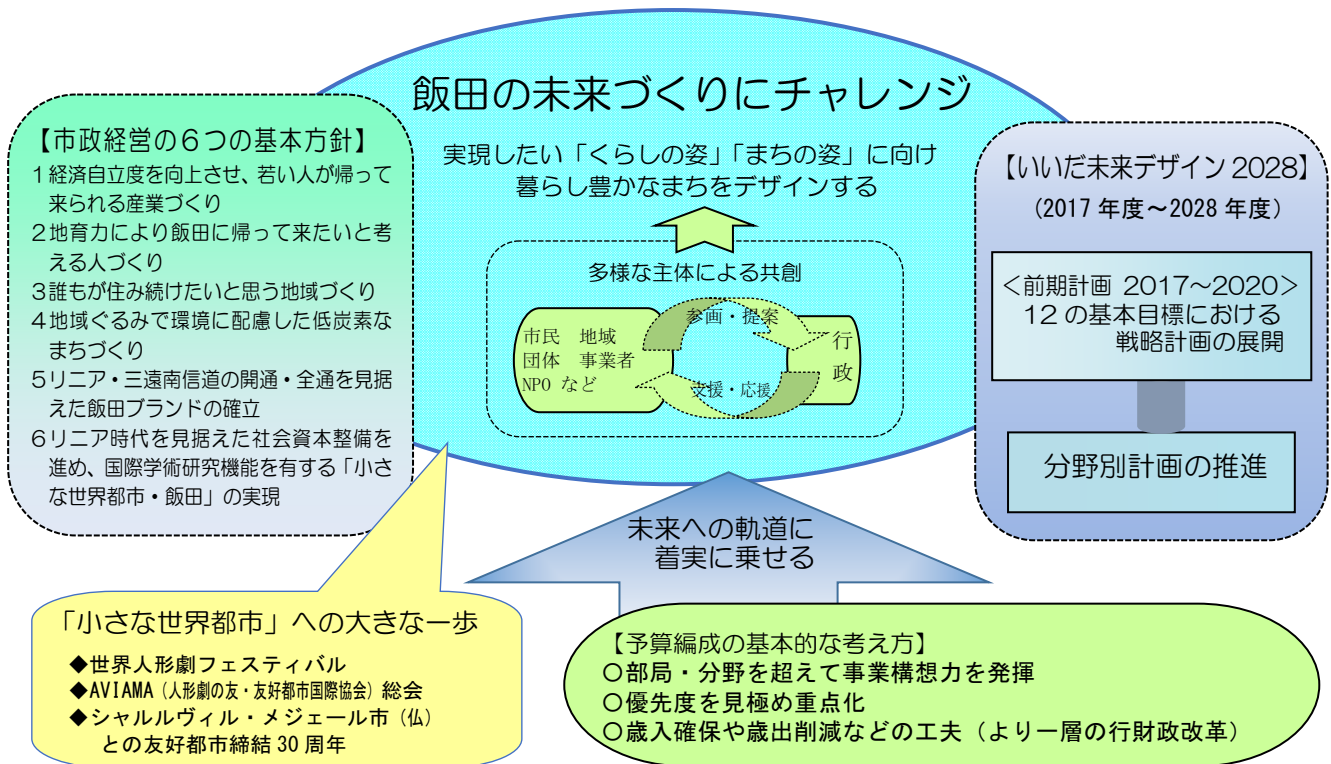 飯田の未来づくりにチャレンジ
実現したい「くらしの姿」「まちの姿」に向け
暮らし豊かなまちをデザインする
多様な主体による共創
参画・提案
市民 地域
団体 事業者
NPO など
行
政
支援・応援
【市政経営の6つの基本方針】
1経済自立度を向上させ、若い人が帰って
来られる産業づくり
2地育力により飯田に帰って来たいと考
える人づくり
3誰もが住み続けたいと思う地域づくり
4地域ぐるみで環境に配慮した低炭素な
まちづくり
5リニア・三遠南信道の開通・全通を見据
えた飯田ブランドの確立
6リニア時代を見据えた社会資本整備を
進め、国際学術研究機能を有する「小さ
な世界都市・飯田」の実現
【いいだ未来デザイン 2028】
(2017 年度～2028 年度)
＜前期計画 2017～2020＞
12 の基本目標における
戦略計画の展開
分野別計画の推進
未来への軌道に
着実に乗せる
「小さな世界都市」への大きな一歩
◆世界人形劇フェスティバル
◆AVIAMA（人形劇の友・友好都市国際協会）総会
◆シャルルヴィル・メジェール市（仏）
との友好都市締結 30 周年
【予算編成の基本的な考え方】
○部局・分野を超えて事業構想力を発揮
○優先度を見極め重点化
○歳入確保や歳出削減などの工夫（より一層の行財政改革）